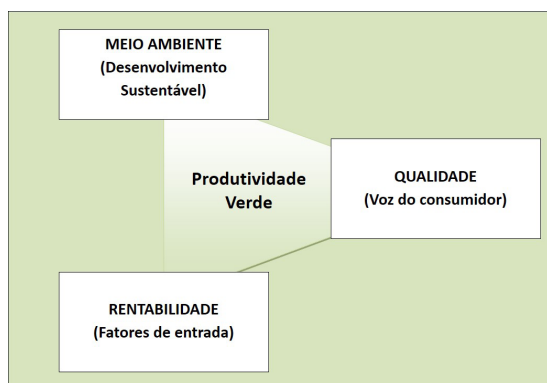 MEIO AMBIENTE
(Desenvolvimento
Sustentável)
Produtividade
Verde
QUALIDADE
(Voz do consumidor)
RENTABILIDADE
(Fatores de entrada)